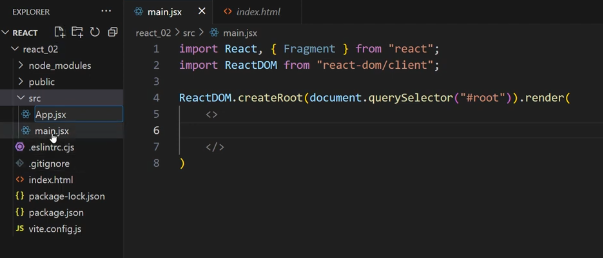 EXPLORER
REACT
react_02
node_modules
public
src
App.jsx
main.jsx
.eslintrc.cjs
.gitignore
index.html
package-lock.json
package.json
vite.config.js
main.jsx
index.html
react_02 > src > main.jsx
1 import React, { Fragment } from "react";
2 import ReactDOM from "react-dom/client";
3
4 ReactDOM.createRoot(document.querySelector("#root")).render(
5 <>
6
7 </>
8 )